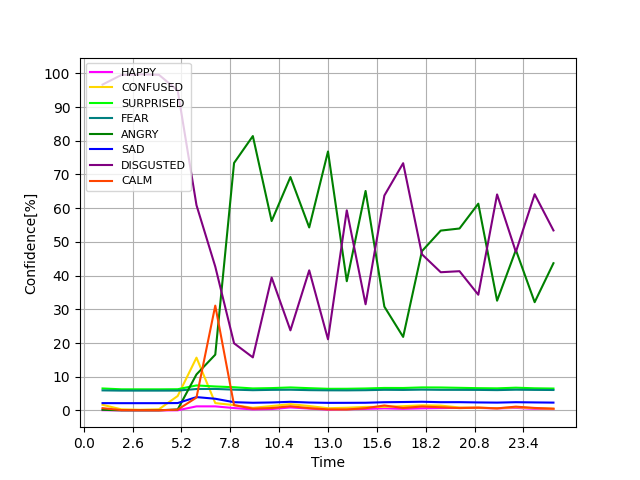 100
90
80
70
60
50
40
30
20
10
0
Confidence[%]
HAPPY
CONFUSED
SURPRISED
FEAR
ANGRY
SAD
DISGUSTED
CALM
0.0 2.6 5.2 7.8 10.4 13.0 15.6 18.2 20.8 23.4
Time